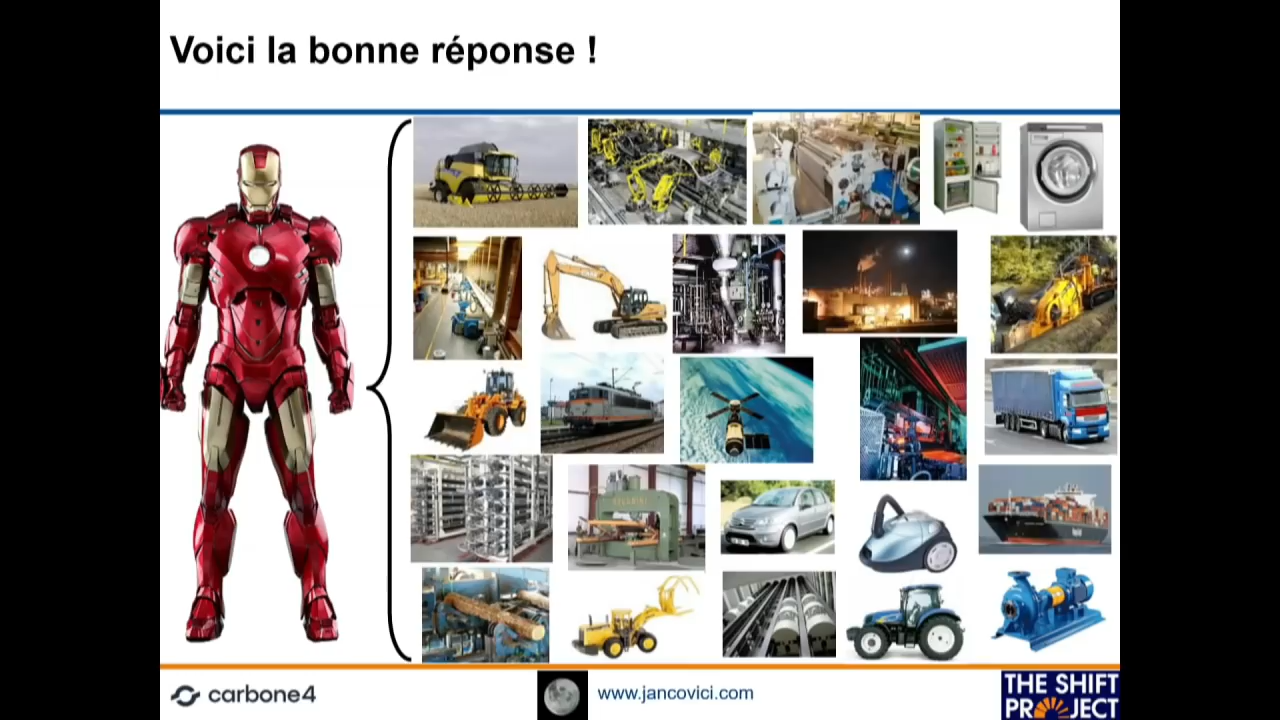 Voici la bonne réponse !
carbone4
www.jancovici.com
THE SHIFT
PROJECT